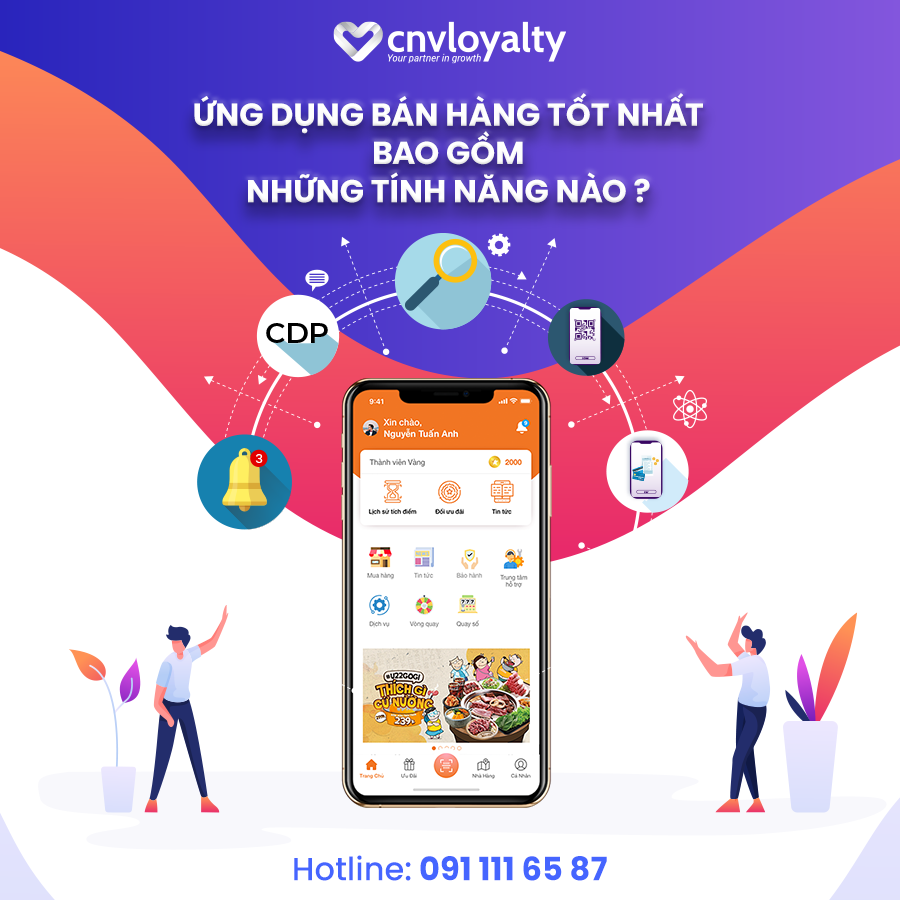 cnvloyalty
Your partner in growth
ỨNG DỤNG BÁN HÀNG TỐT NHẤT
BAO GỒM
NHỮNG TÍNH NĂNG NÀO ?
CDP
3
9:41
Xin chào,
Nguyễn Tuấn Anh
Thành viên Vàng
2000
Lịch sử tích điểm
Đổi ưu đãi
Tin tức
Mua hàng
Tin tức
Bảo hành
Trung tâm
hỗ trợ
Dịch vụ
Vòng quay
Quay số
777
#U22GOGI
THÍCH GÌ
CỨ NƯỚNG
239
Trang Chủ
Ưu Đãi
Nhà Hàng
Cá Nhân
Hotline: 091 111 65 87